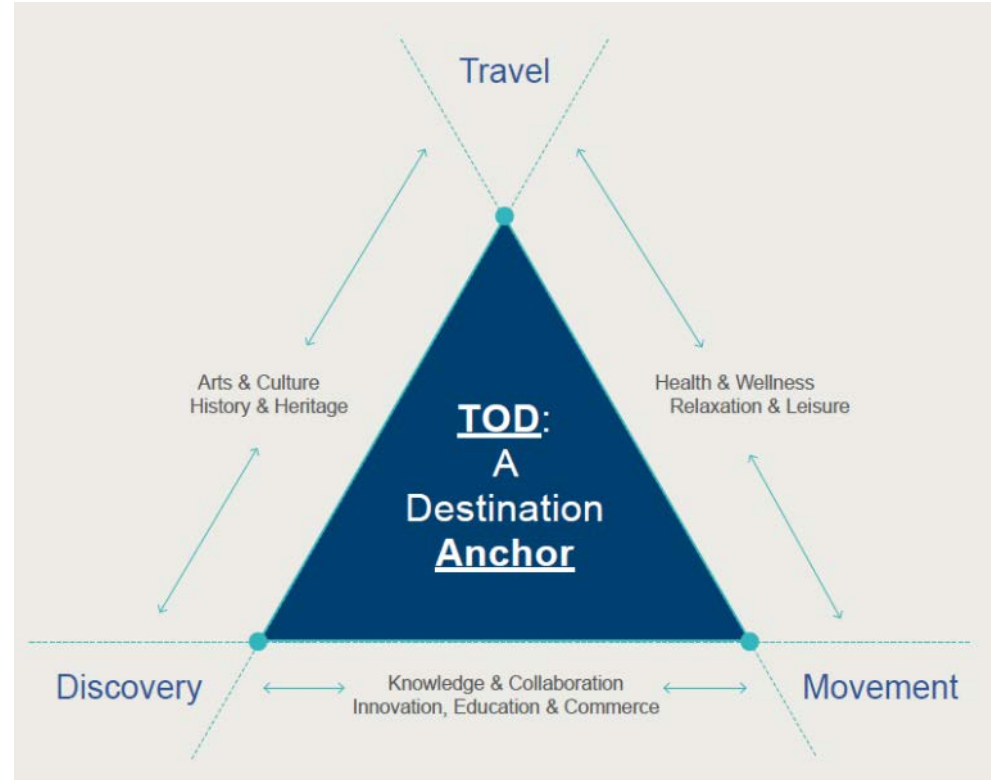 Travel
Arts & Culture
History & Heritage
Health & Wellness
Relaxation & Leisure
TOD:
A
Destination
Anchor
Discovery
Knowledge & Collaboration
Innovation, Education & Commerce
Movement